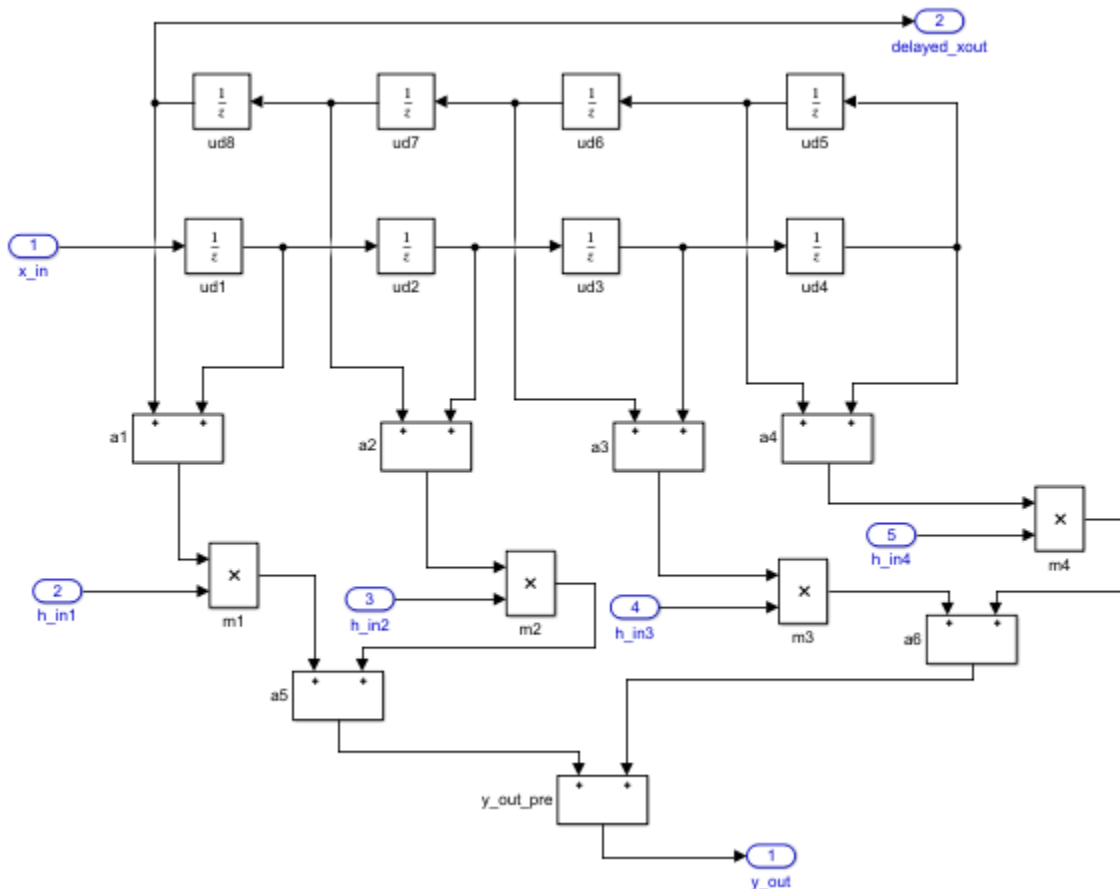 2
delayed_xout
1
z
1
z
1
z
1
z
ud8
ud7
ud6
ud5
1
x_in
1
z
1
z
1
z
1
z
ud1
ud2
ud3
ud4
+ +
a1
+ +
a2
+ +
a3
+ +
a4
×
m4
5
h_in4
2
h_in1
×
m1
3
h_in2
×
m2
4
h_in3
×
m3
+ +
a6
+ +
a5
+ +
y_out_pre
1
y_out